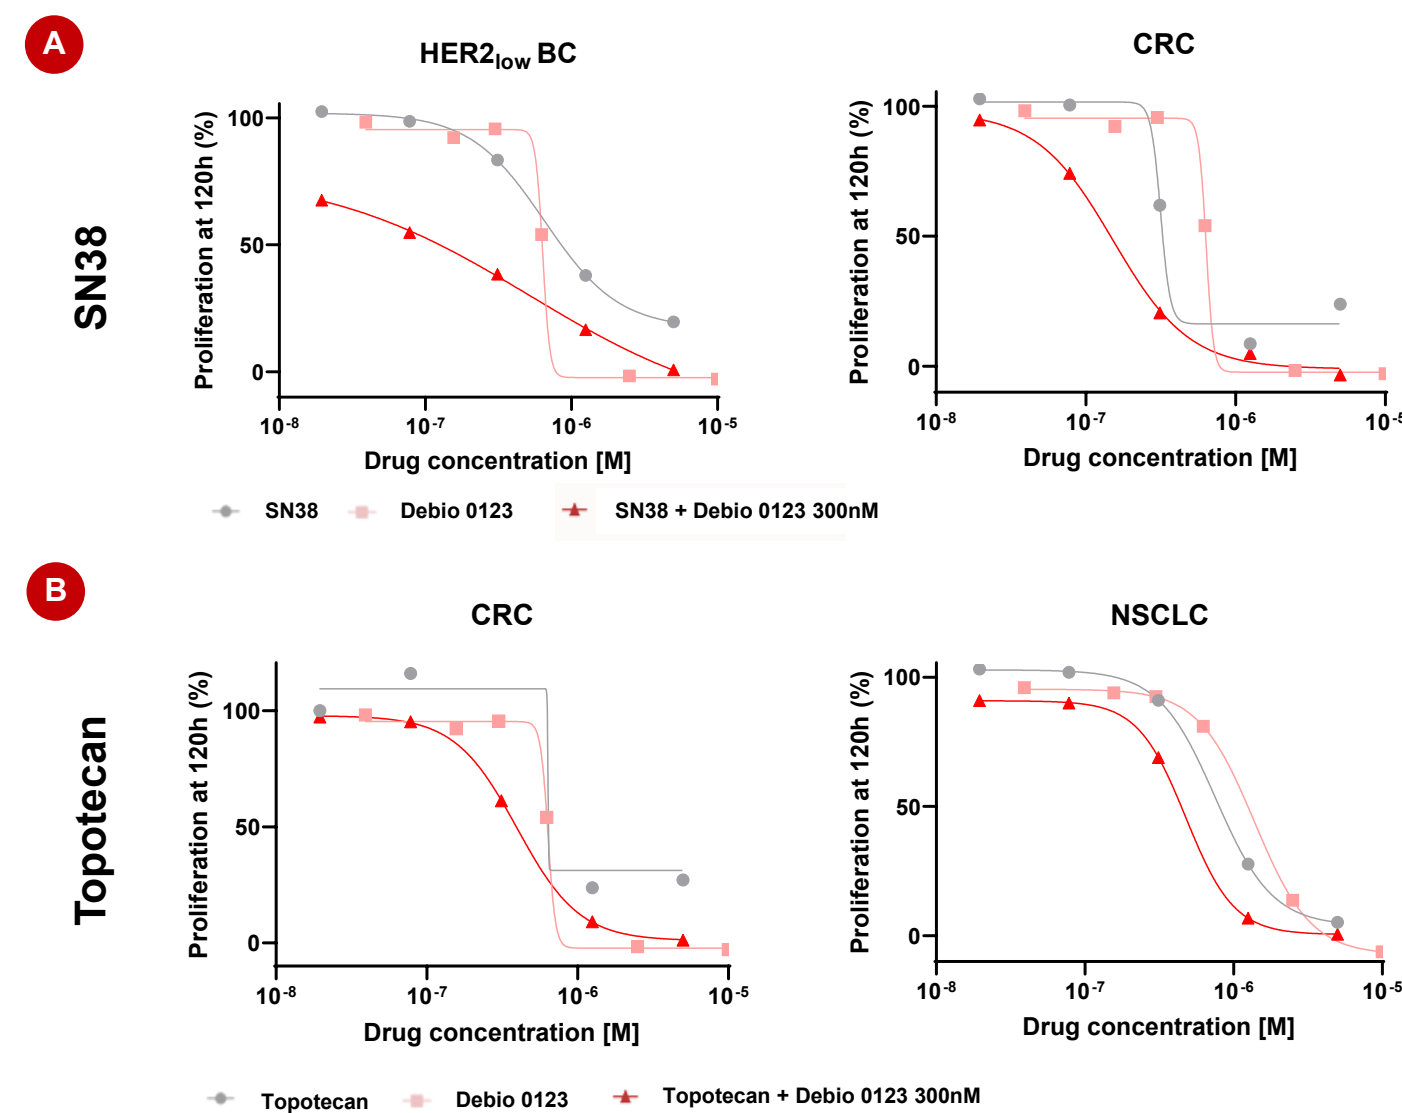 A
HER2low BC
CRC
SN38
Proliferation at 120h (%)
100
50
0
10-8
10-7
10-6
10-5
Drug concentration [M]
Proliferation at 120h (%)
100
50
0
10-8
10-7
10-6
10-5
Drug concentration [M]
SN38
Debio 0123
SN38 + Debio 0123 300nM
B
CRC
NSCLC
Topotecan
Proliferation at 120h (%)
100
50
0
10-8
10-7
10-6
10-5
Drug concentration [M]
Proliferation at 120h (%)
100
50
0
10-8
10-7
10-6
10-5
Drug concentration [M]
Topotecan
Debio 0123
Topotecan + Debio 0123 300nM